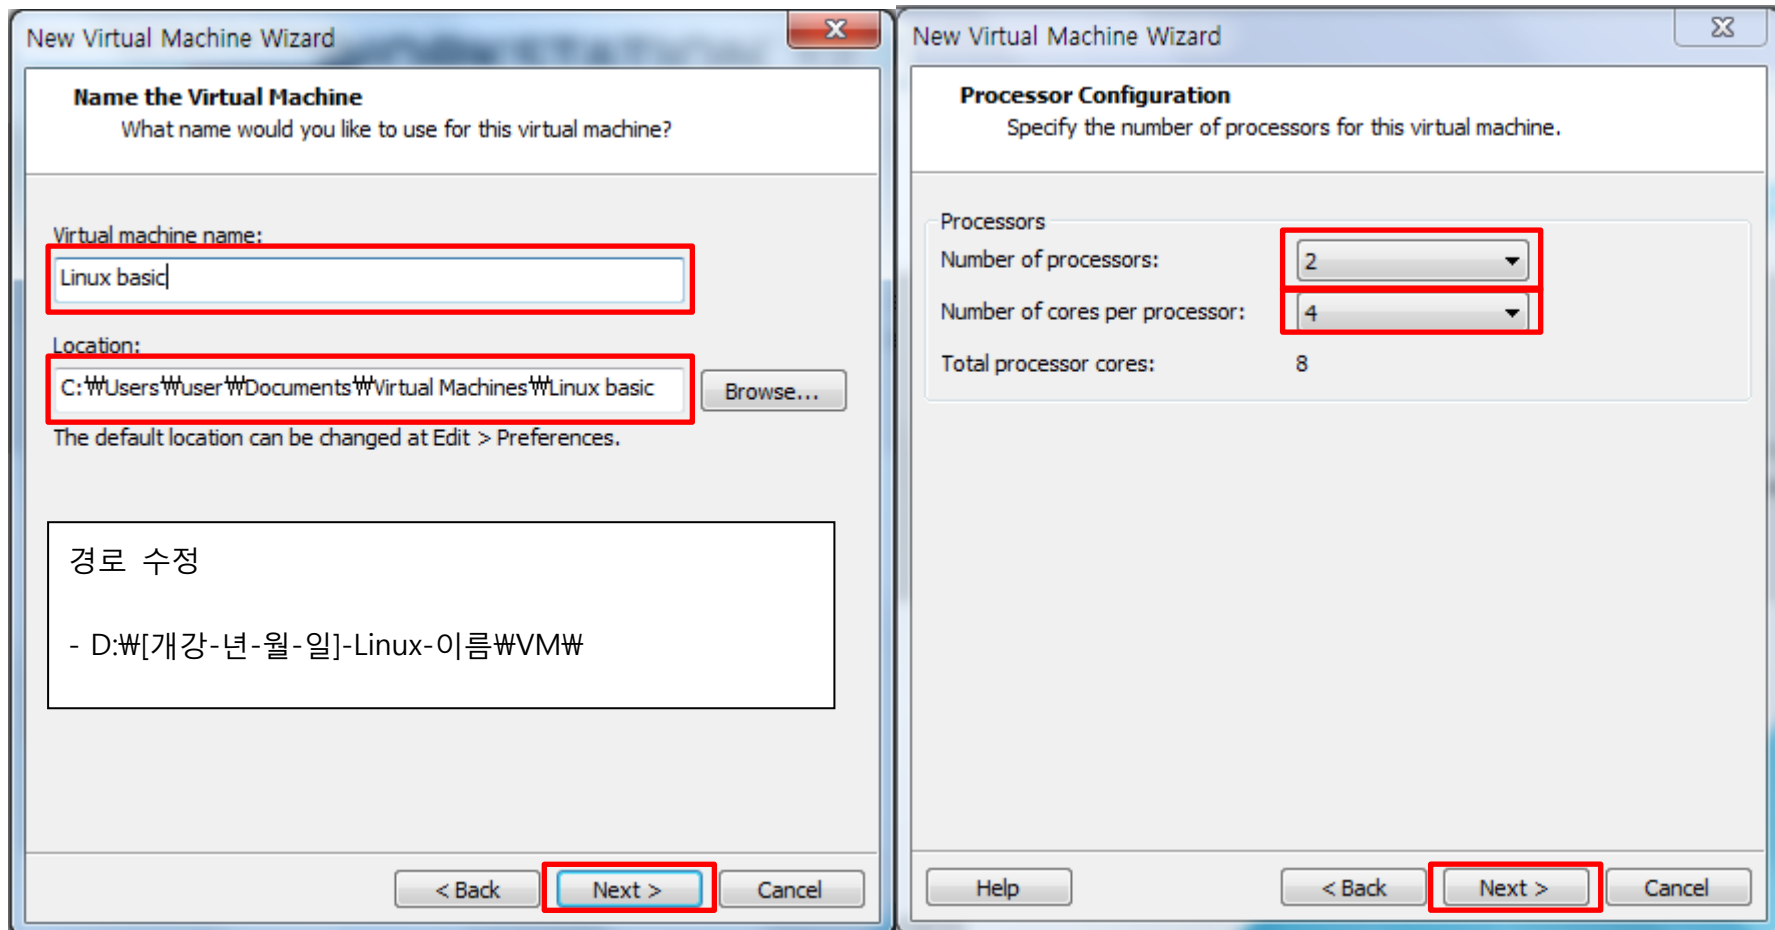 New Virtual Machine Wizard
Name the Virtual Machine
What name would you like to use for this virtual machine?
Virtual machine name:
Linux basic
Location:
C:₩Users₩user₩Documents₩Virtual Machines₩Linux basic
Browse...
The default location can be changed at Edit > Preferences.
경로 수정
- D:₩[개강-년-월-일]-Linux-이름₩VM₩
< Back
Next >
Cancel
New Virtual Machine Wizard
Processor Configuration
Specify the number of processors for this virtual machine.
Processors
Number of processors:
2
Number of cores per processor:
4
Total processor cores:
8
Help
< Back
Next >
Cancel